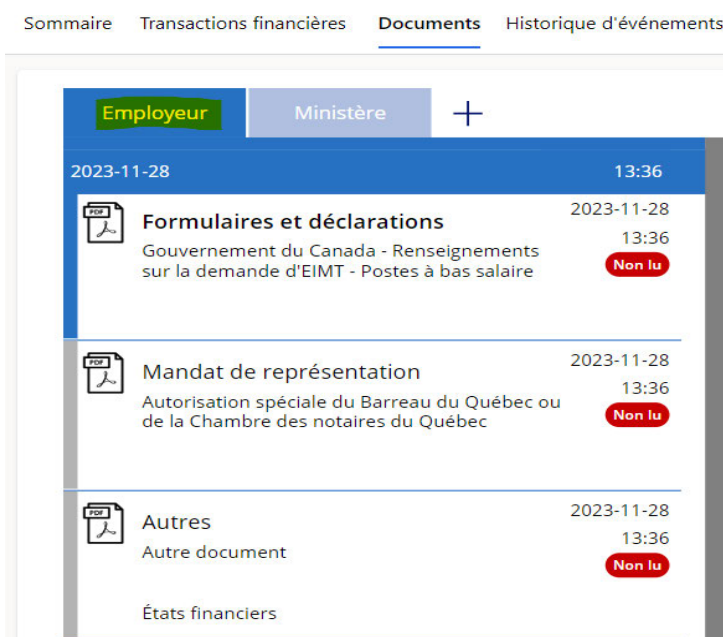 Sommaire Transactions financières Documents Historique d'événements
Employeur Ministère +
2023-11-28 13:36
PDF
Formulaires et déclarations 2023-11-28
13:36
Gouvernement du Canada - Renseignements
sur la demande d'EIMT - Postes à bas salaire Non lu
PDF
Mandat de représentation 2023-11-28
13:36
Autorisation spéciale du Barreau du Québec ou
de la Chambre des notaires du Québec Non lu
PDF
Autres 2023-11-28
13:36
Autre document Non lu
États financiers